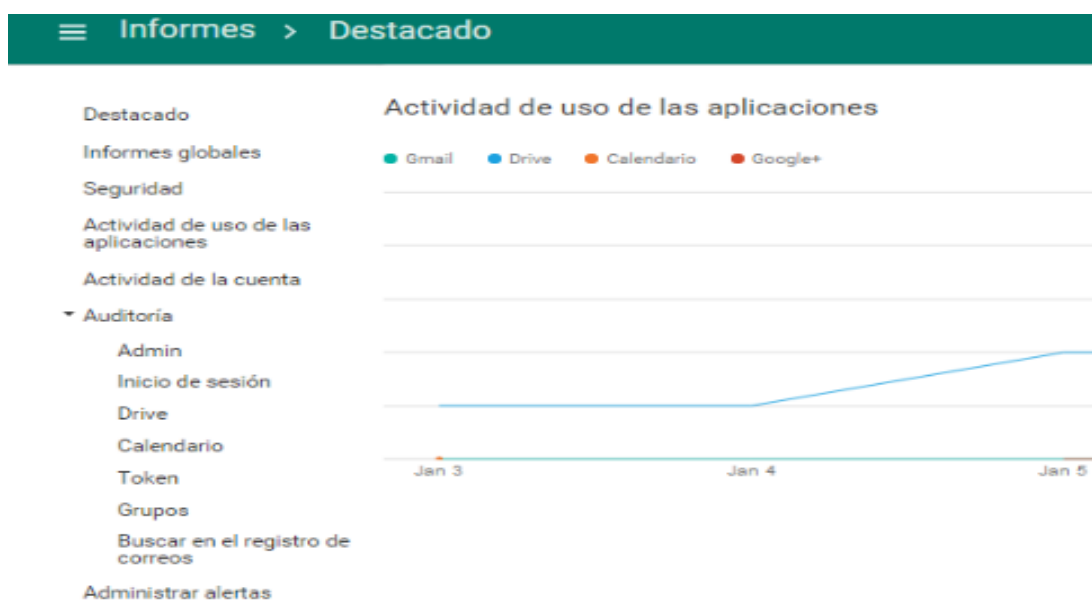 Informes > Destacado
Destacado
Informes globales
Seguridad
Actividad de uso de las
aplicaciones
Actividad de la cuenta
Auditoría
Admin
Inicio de sesión
Drive
Calendario
Token
Grupos
Buscar en el registro de
correos
Administrar alertas
Actividad de uso de las aplicaciones
Gmail Drive Calendario Google+
Jan 3 Jan 4 Jan 5